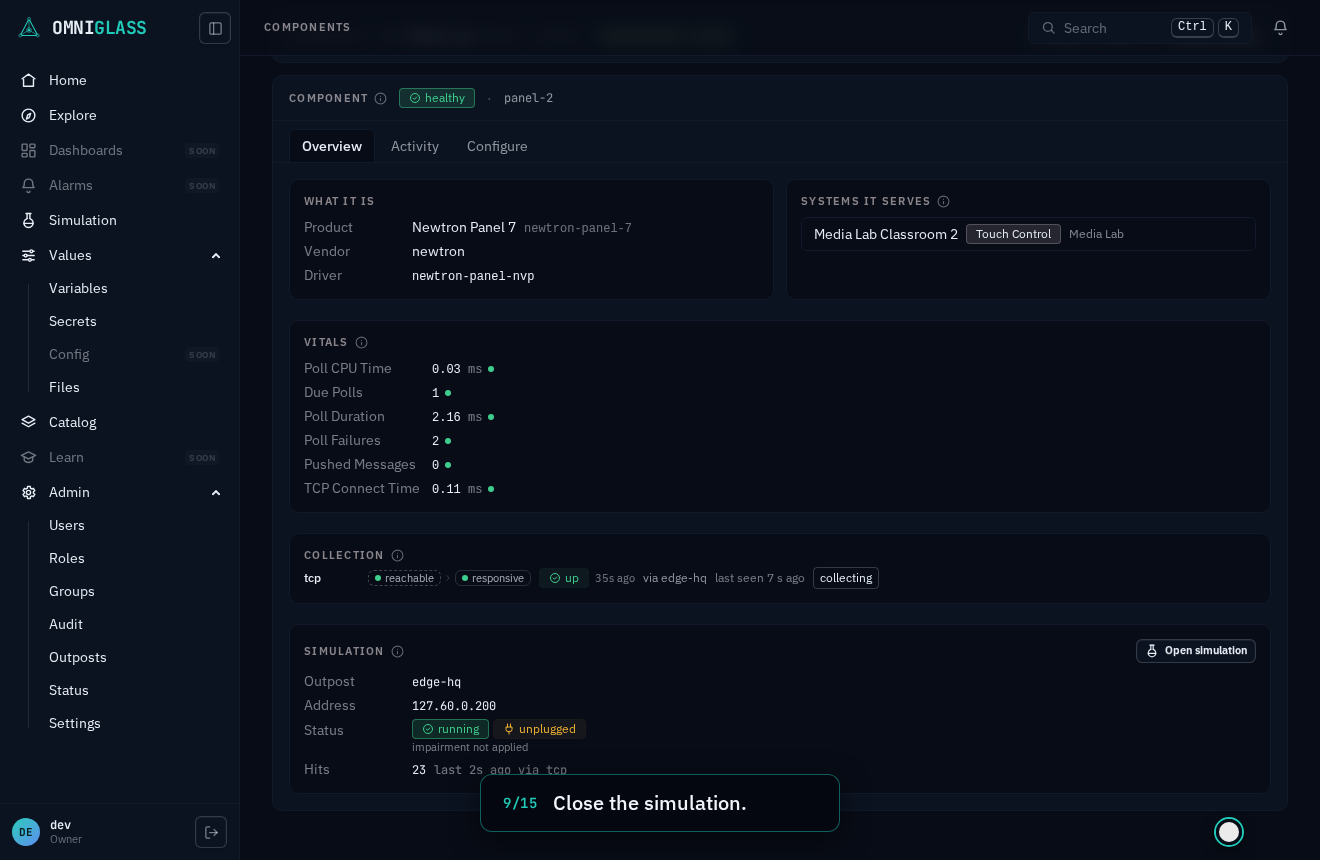 OMNIGLASS
COMPONENTS
Search
Ctrl K
Home
Explore
Dashboards SOON
Alarms SOON
Simulation
Values
Variables
Secrets
Config SOON
Files
Catalog
Learn SOON
Admin
Users
Roles
Groups
Audit
Outposts
Status
Settings
DE
dev
Owner
COMPONENT healthy · panel-2
Overview Activity Configure
WHAT IT IS
Product Newtron Panel 7 newtron-panel-7
Vendor newtron
Driver newtron-panel-nvp
SYSTEMS IT SERVES
Media Lab Classroom 2 Touch Control Media Lab
VITALS
Poll CPU Time 0.03 ms
Due Polls 1
Poll Duration 2.16 ms
Poll Failures 2
Pushed Messages 0
TCP Connect Time 0.11 ms
COLLECTION
tcp reachable › responsive up 35s ago via edge-hq last seen 7 s ago collecting
SIMULATION Open simulation
Outpost edge-hq
Address 127.60.0.200
Status running unplugged
impairment not applied
Hits 23 last 2s ago via tcp
9/15 Close the simulation.